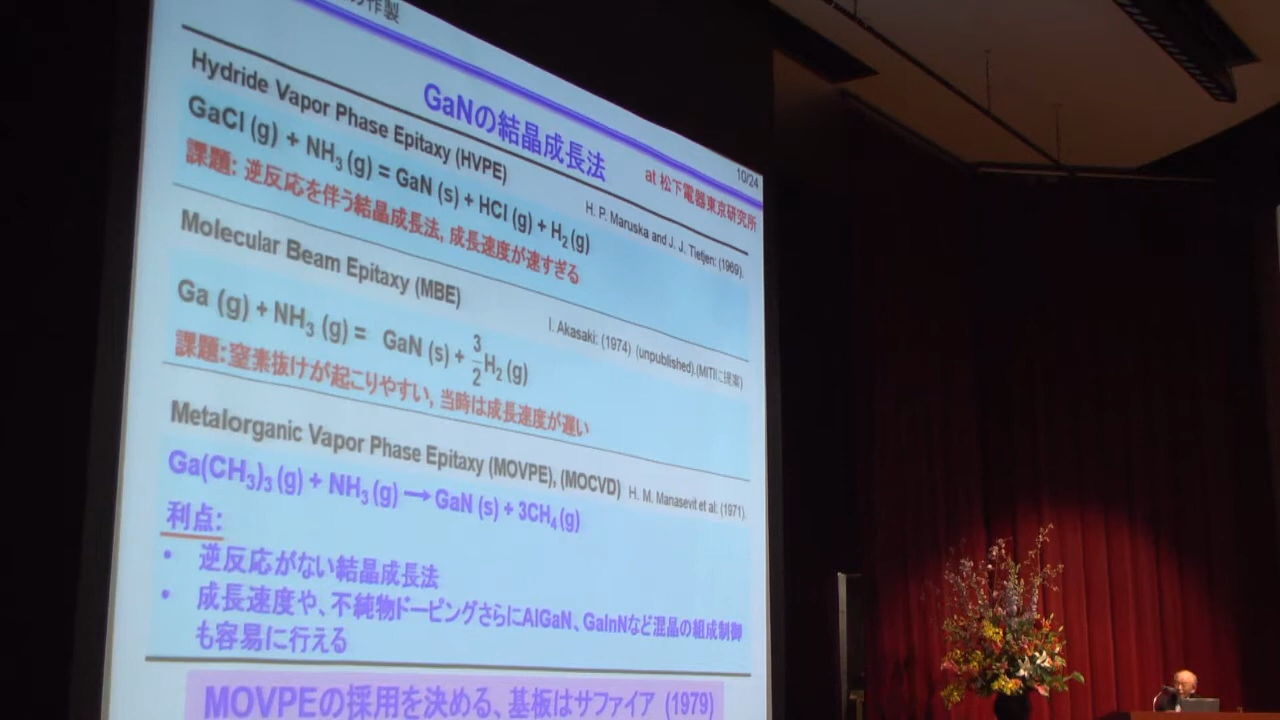 の作製
GaNの結晶成長法
10/24
at 松下電器東京研究所
Hydride Vapor Phase Epitaxy (HVPE)
H. P. Maruska and J. J. Tietjen: (1969).
GaCl (g) + NH3 (g) = GaN (s) + HCl (g) + H2 (g)
課題: 逆反応を伴う結晶成長法, 成長速度が速すぎる
Molecular Beam Epitaxy (MBE)
I. Akasaki: (1974) (unpublished).(MITIに提案)
Ga (g) + NH3 (g) = GaN (s) + 3/2 H2 (g)
課題: 窒素抜けが起こりやすい, 当時は成長速度が遅い
Metalorganic Vapor Phase Epitaxy (MOVPE), (MOCVD)
H. M. Manasevit et al: (1971).
Ga(CH3)3 (g) + NH3 (g) → GaN (s) + 3CH4 (g)
利点:
• 逆反応がない結晶成長法
• 成長速度や、不純物ドーピングさらにAlGaN、GaInNなど混晶の組成制御
も容易に行える
MOVPEの採用を決める、基板はサファイア (1979)